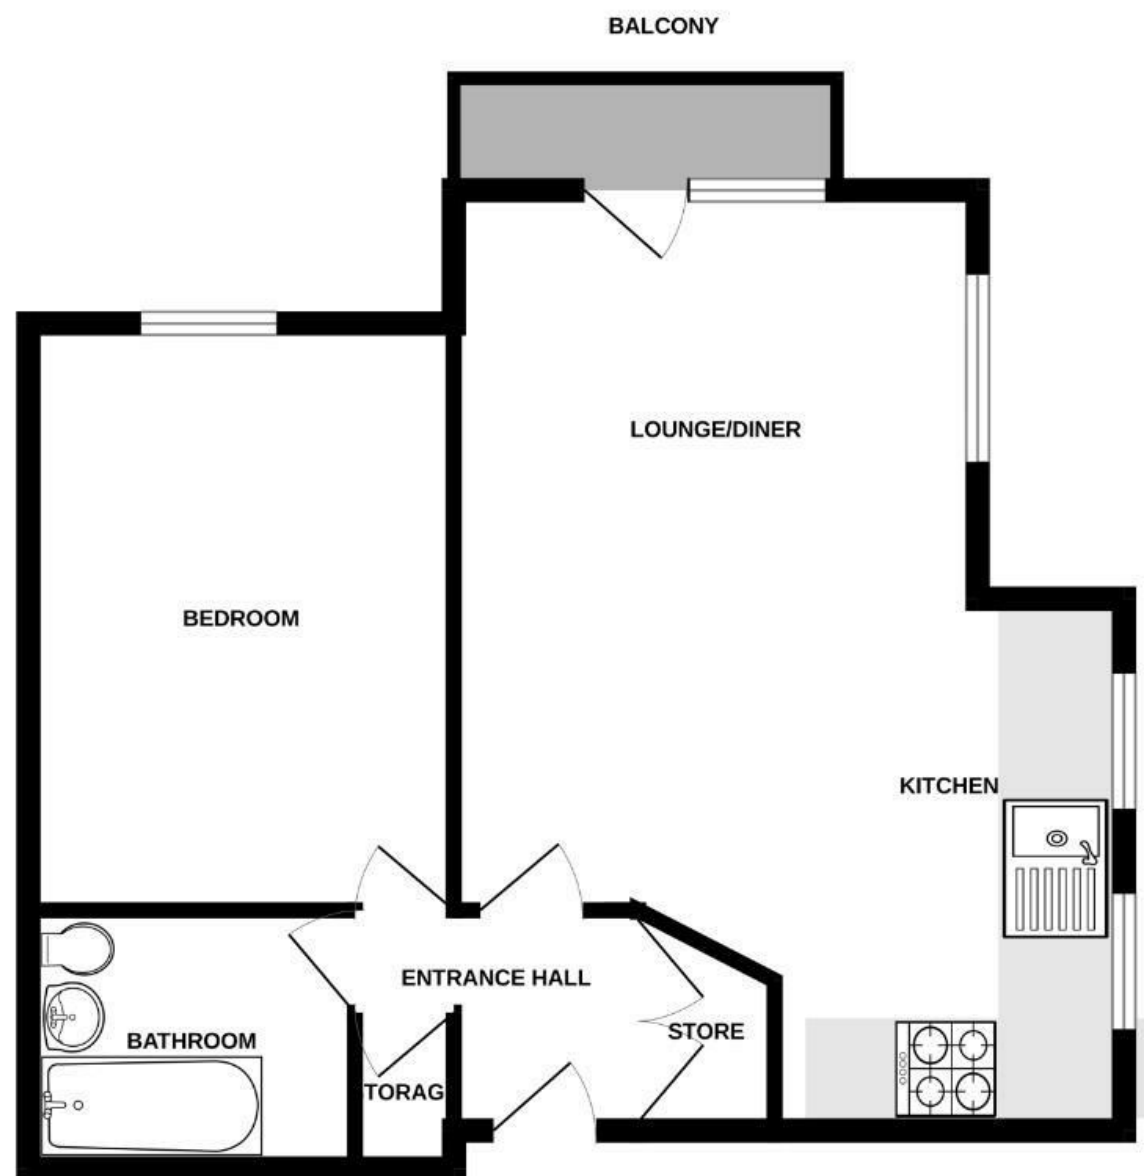 BALCONY
LOUNGE/DINER
BEDROOM
KITCHEN
ENTRANCE HALL
STORE
BATHROOM
TORAG